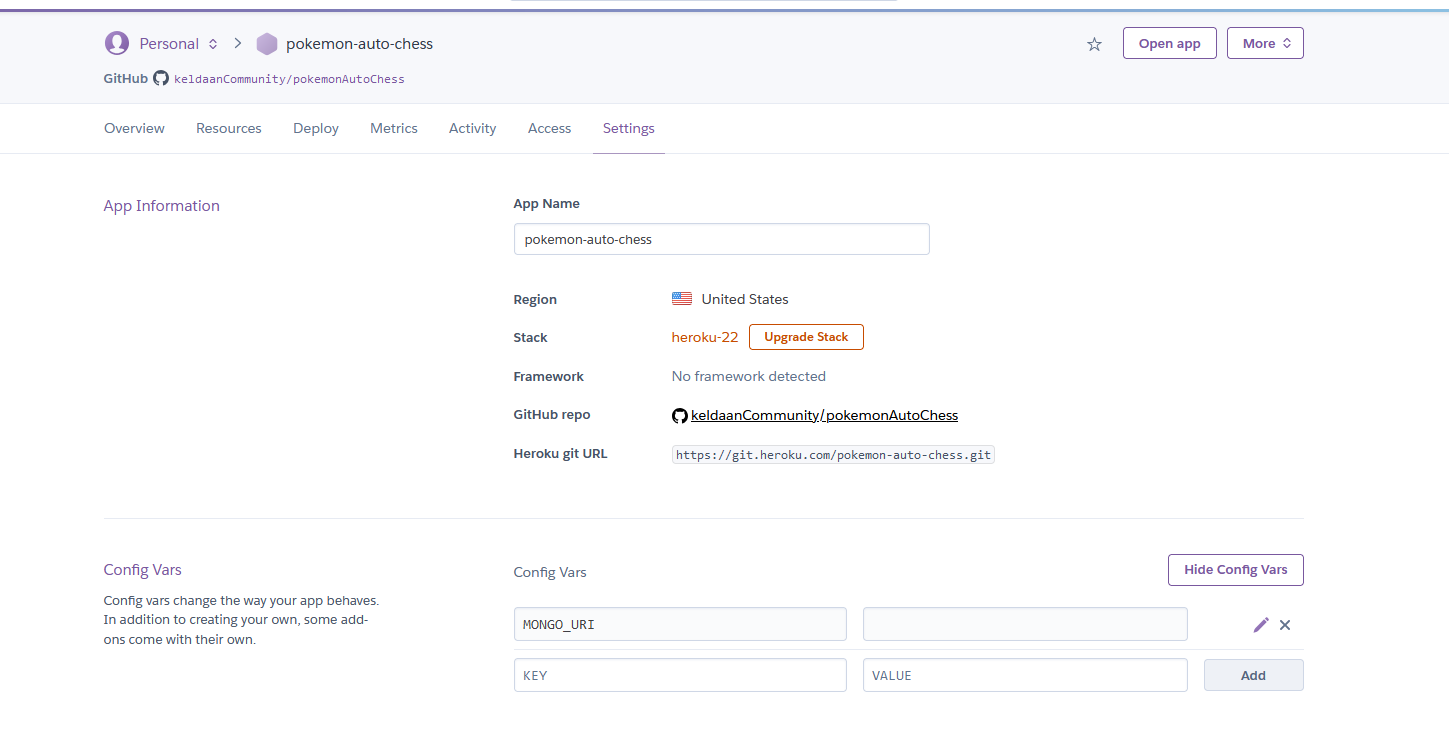 Personal pokemon-auto-chess
Open app More
GitHub keldaanCommunity/pokemonAutoChess
Overview Resources Deploy Metrics Activity Access Settings
App Information
App Name
pokemon-auto-chess
Region United States
Stack heroku-22 Upgrade Stack
Framework No framework detected
GitHub repo keldaanCommunity/pokemonAutoChess
Heroku git URL https://git.heroku.com/pokemon-auto-chess.git
Config Vars
Config vars change the way your app behaves.
In addition to creating your own, some add-
ons come with their own.
Config Vars Hide Config Vars
MONGO_URI
KEY VALUE Add